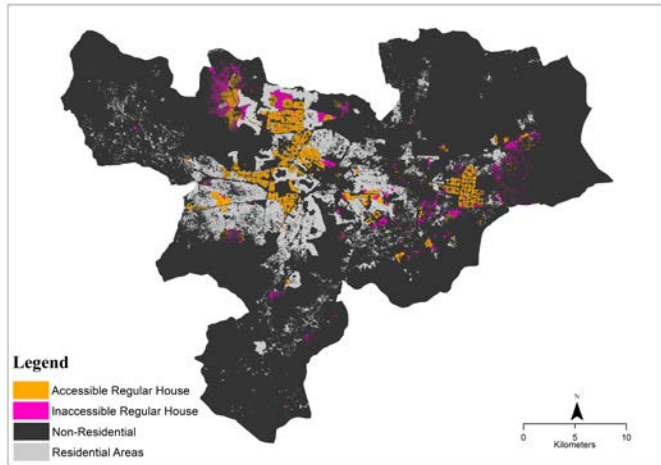 Legend
Accessible Regular House
Inaccessible Regular House
Non-Residential
Residential Areas
N
0 5 10
Kilometers